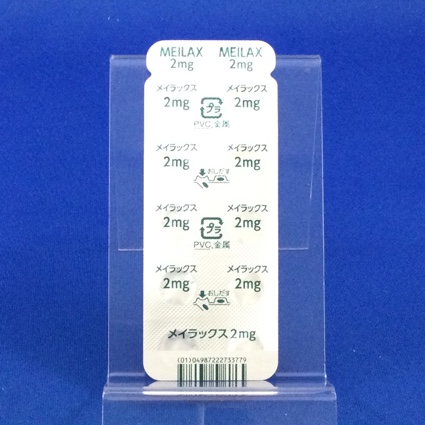 MEILAX MEILAX
2mg 2mg
メイラックス メイラックス
2mg 2mg
プラ
PVC,金属
メイラックス メイラックス
2mg 2mg
おしだす
メイラックス メイラックス
2mg 2mg
プラ
PVC,金属
メイラックス メイラックス
2mg 2mg
おしだす
メイラックス2mg
(01)04987222733779